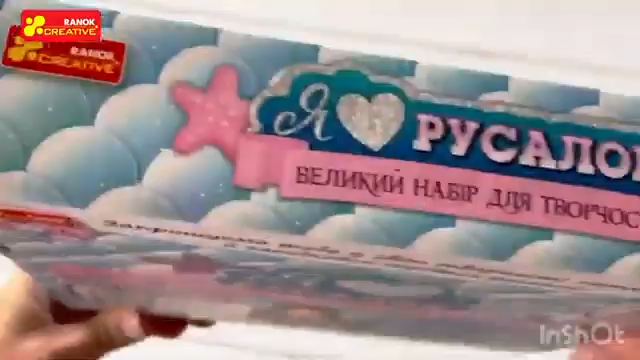 RANOK
CREATIVE
RANOK
CREATIVE
Я РУСАЛО
ВЕЛИКИЙ НАБІР ДЛЯ ТВОРЧОС
InShOt